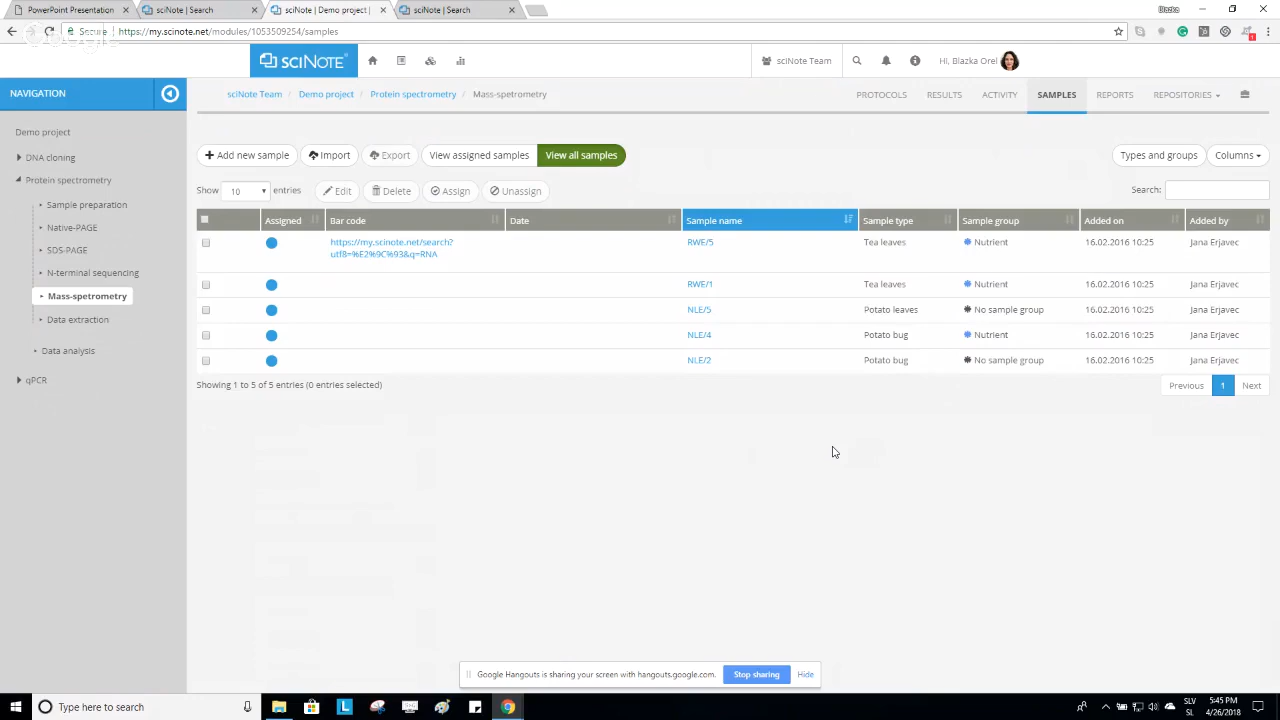 PowerPoint Presentation
sciNote | Search
sciNote | Demo project |
sciNote | Search
Blazka
Secure
https://my.scinote.net/modules/1053509254/samples
SCINOTE
sciNote Team
Hi, Blazka Orel
NAVIGATION
sciNote Team
Demo project
Protein spectrometry
Mass-spetrometry
PROTOCOLS
RESULTS
ACTIVITY
SAMPLES
REPORTS
REPOSITORIES
Demo project
DNA cloning
Protein spectrometry
Sample preparation
Native-PAGE
SDS-PAGE
N-terminal sequencing
Mass-spetrometry
Data extraction
Data analysis
qPCR
Add new sample
Import
Export
View assigned samples
View all samples
Types and groups
Columns
Show 10 entries
Edit
Delete
Assign
Unassign
Search:
Assigned
Bar code
Date
Sample name
Sample type
Sample group
Added on
Added by
https://my.scinote.net/search?
utf8=%E2%9C%93&q=RNA
RWE/5
Tea leaves
Nutrient
16.02.2016 10:25
Jana Erjavec
RWE/1
Tea leaves
Nutrient
16.02.2016 10:25
Jana Erjavec
NLE/5
Potato leaves
No sample group
16.02.2016 10:25
Jana Erjavec
NLE/4
Potato bug
Nutrient
16.02.2016 10:25
Jana Erjavec
NLE/2
Potato bug
No sample group
16.02.2016 10:25
Jana Erjavec
Showing 1 to 5 of 5 entries (0 entries selected)
Previous
1
Next
Google Hangouts is sharing your screen with hangouts.google.com.
Stop sharing
Hide
Type here to search
SLV
SL
5:45 PM
4/26/2018